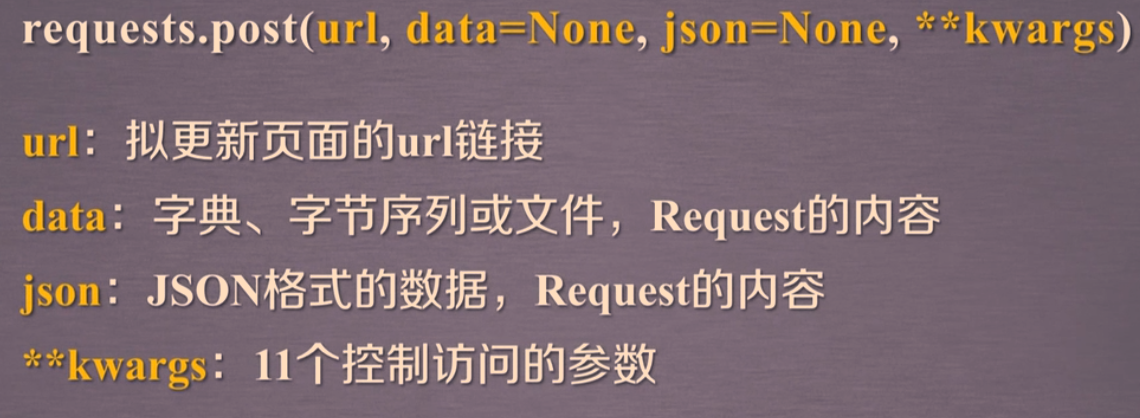 requests.post(url, data=None, json=None, **kwargs)
url：拟更新页面的url链接
data：字典、字节序列或文件，Request的内容
json：JSON格式的数据，Request的内容
**kwargs：11个控制访问的参数